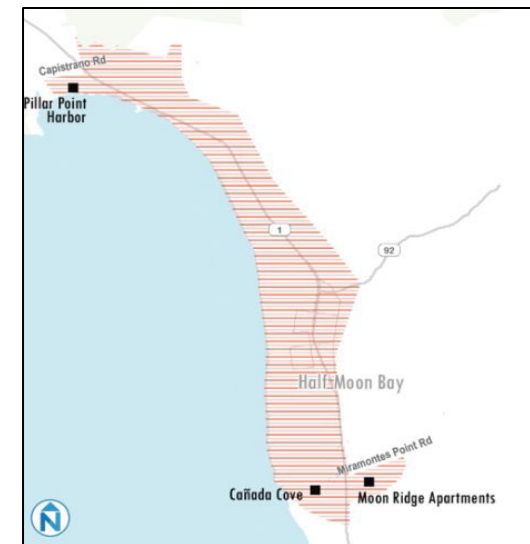 Capistrano Rd
Pillar Point
Harbor
1
92
Half Moon Bay
Miramontes Point Rd
Cañada Cove
Moon Ridge Apartments
N